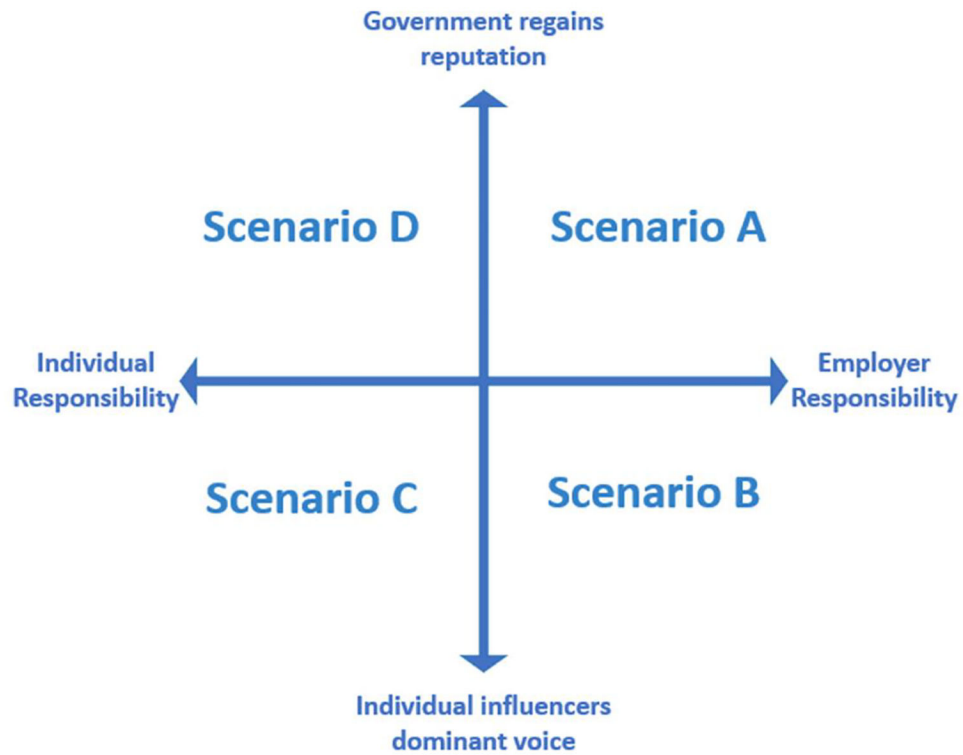 Government regains
reputation
Scenario D
Scenario A
Individual
Responsibility
Employer
Responsibility
Scenario C
Scenario B
Individual influencers
dominant voice